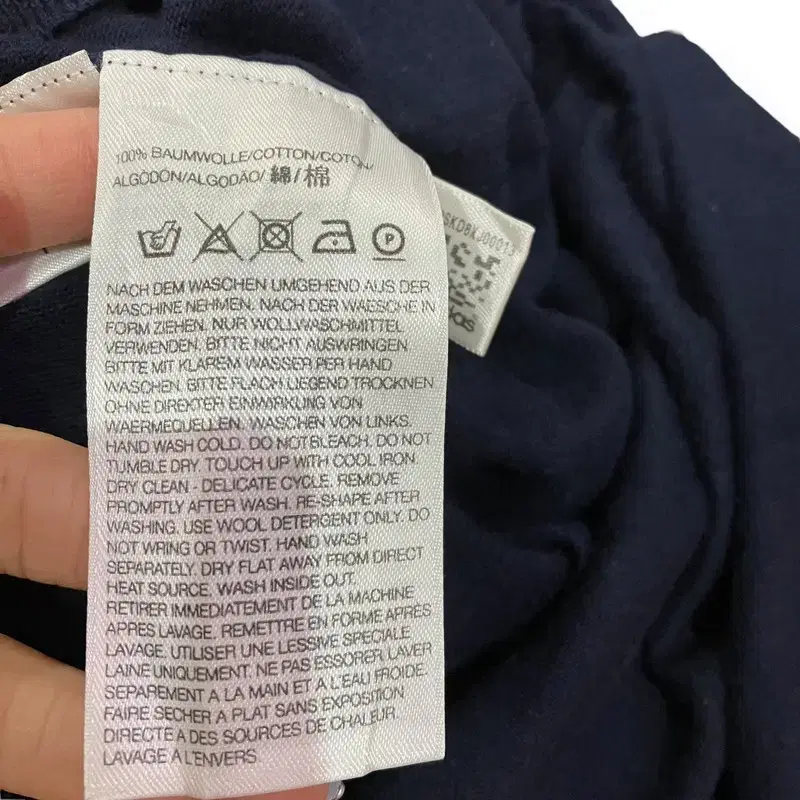 100% BAUMWOLLE/COTTON/COTON/
ALGODON/ALGODÃO/ 綿/棉
P
NACH DEM WASCHEN UMGEHEND AUS DER
MASCHINE NEHMEN. NACH DER WAESCHE IN
FORM ZIEHEN. NUR WOLLWASCHMITTEL
VERWENDEN. BITTE NICHT AUSWRINGEN
BITTE MIT KLAREM WASSER PER HAND
WASCHEN. BITTE FLACH LIEGEND TROCKNEN
OHNE DIREKTER EINWIRKUNG VON
WAERMEQUELLEN. WASCHEN VON LINKS.
HAND WASH COLD. DO NOT BLEACH. DO NOT
TUMBLE DRY. TOUCH UP WITH COOL IRON
DRY CLEAN - DELICATE CYCLE. REMOVE
PROMPTLY AFTER WASH. RE-SHAPE AFTER
WASHING. USE WOOL DETERGENT ONLY. DO
NOT WRING OR TWIST. HAND WASH
SEPARATELY. DRY FLAT AWAY FROM DIRECT
HEAT SOURCE. WASH INSIDE OUT.
RETIRER IMMEDIATEMENT DE LA MACHINE
APRES LAVAGE. REMETTRE EN FORME APRES
LAVAGE. UTILISER UNE LESSIVE SPECIALE
LAINE UNIQUEMENT. NE PAS ESSORER. LAVER
SEPAREMENT A LA MAIN ET A L'EAU FROIDE.
FAIRE SECHER A PLAT SANS EXPOSITION
DIRECTE A DES SOURCES DE CHALEUR.
LAVAGE A L'ENVERS.